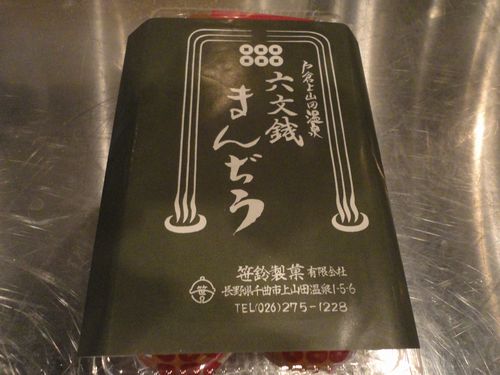 戸倉上山田温泉
六文銭
まんぢう
笹鈴製菓有限会社
長野県千曲市上山田温泉1-5-6
TEL(026)275-1228
笹